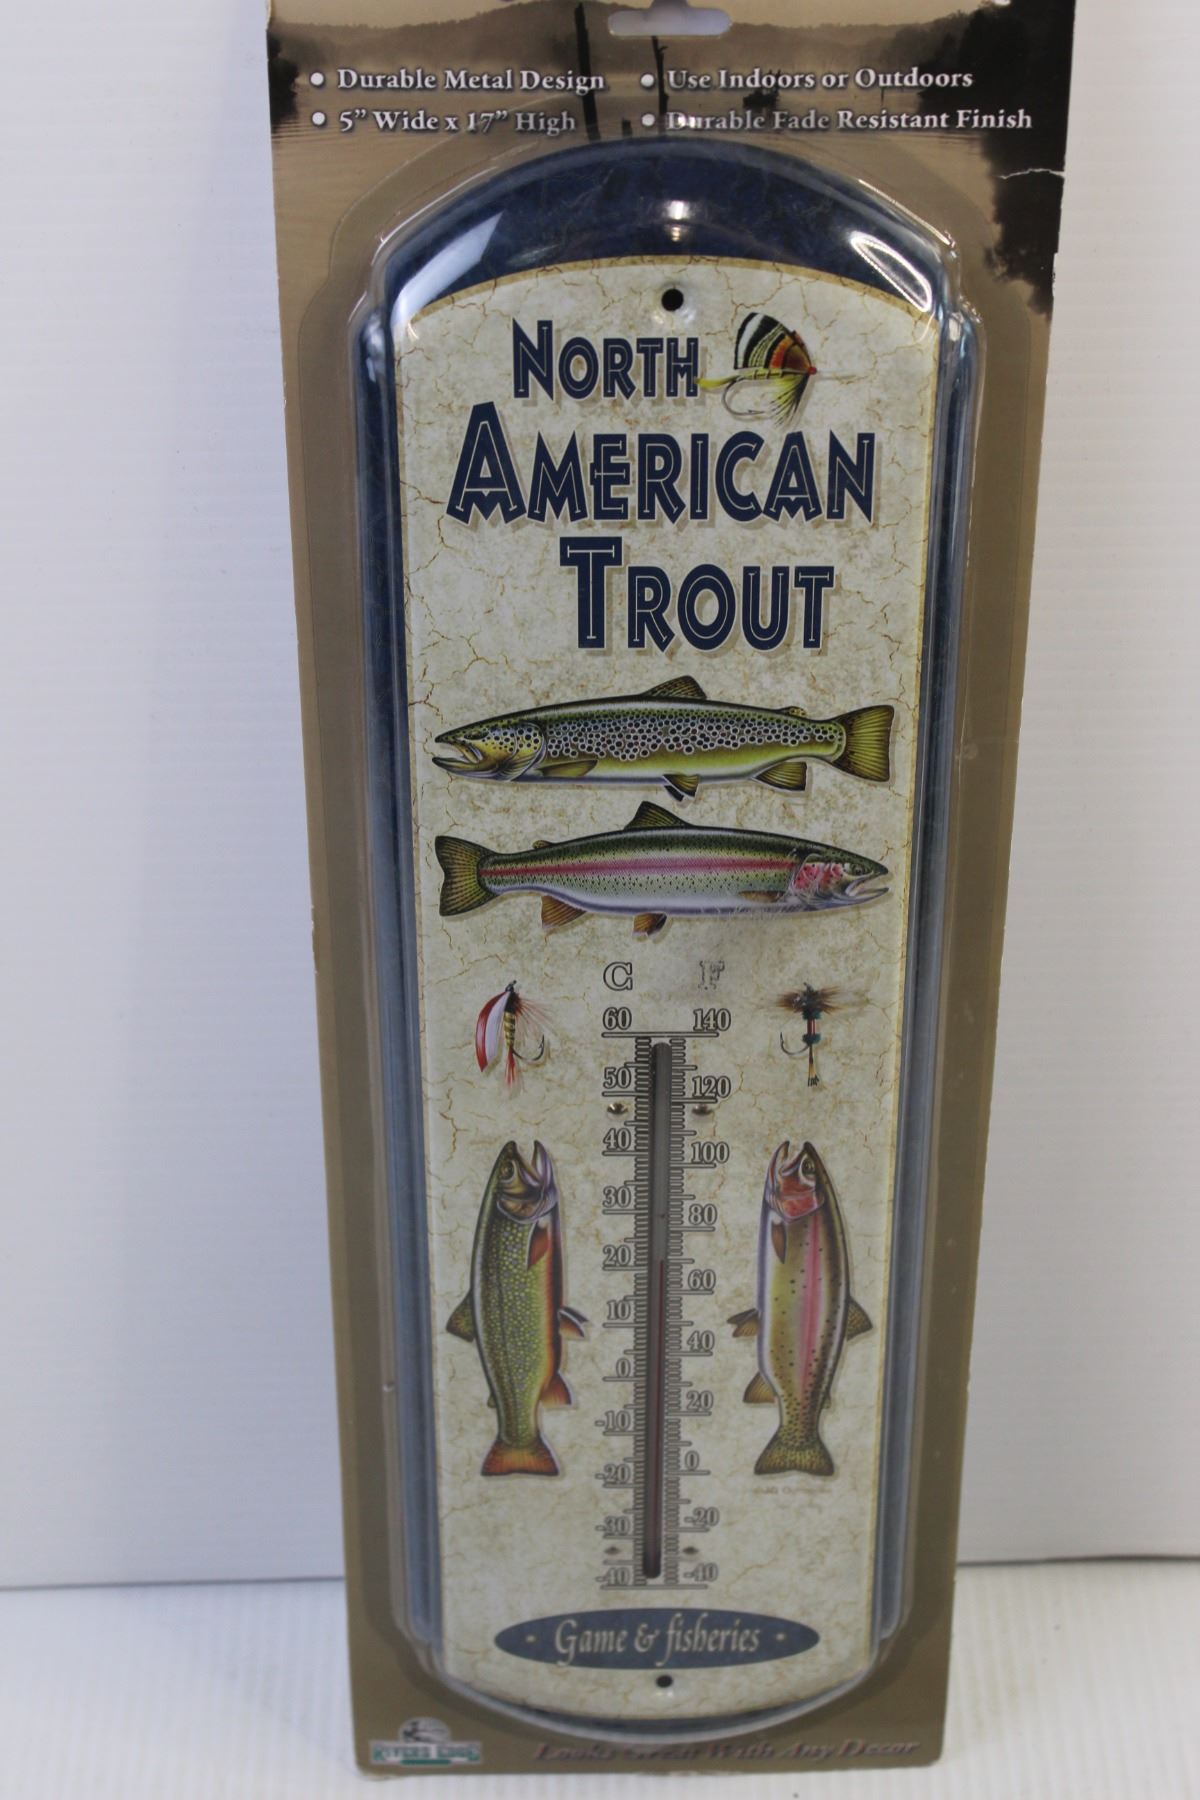 • Durable Metal Design • Use Indoors or Outdoors
• 5" Wide x 17" High • Durable Fade Resistant Finish
NORTH
AMERICAN
TROUT
C F
60 140
50 120
40 100
30 80
20 60
10 40
0 20
-10 0
-20 -20
-30 -40
-40
· Game & fisheries ·
RIVERS EDGE
Looks Great With Any Decor